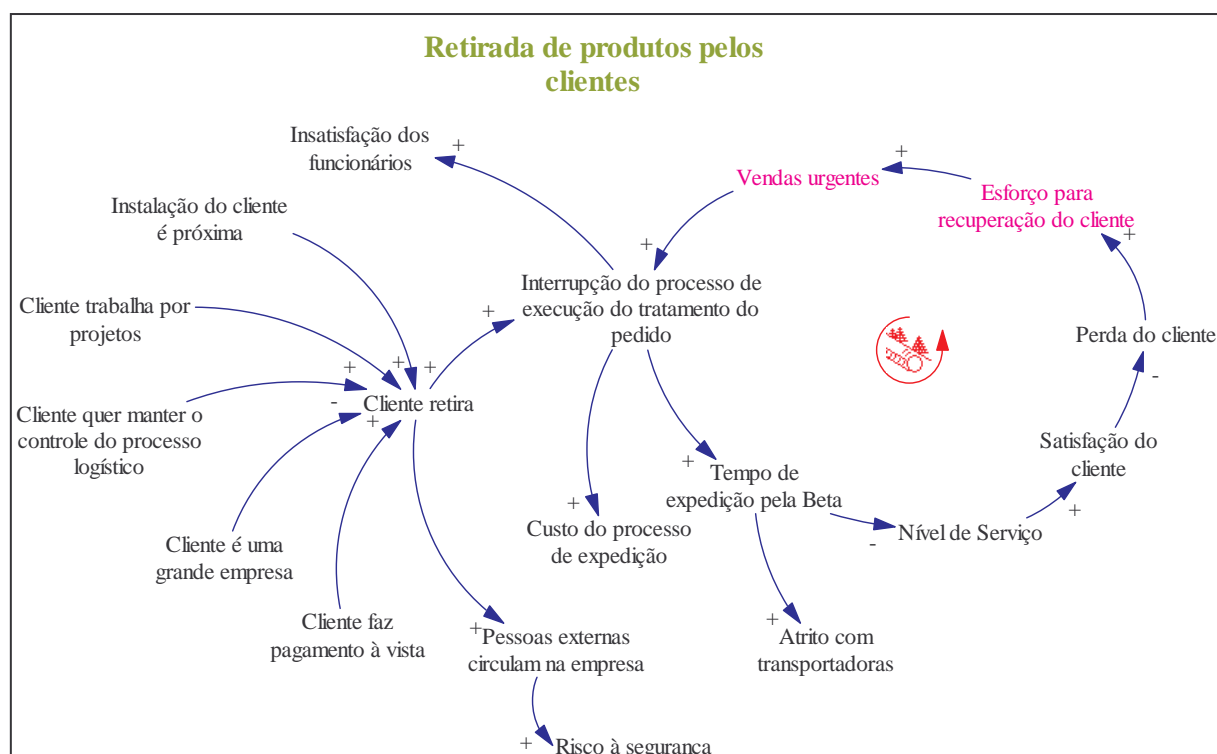 Retirada de produtos pelos
clientes
Insatisfação dos
funcionários
+
+
Vendas urgentes
Esforço para
recuperação do cliente
+
Instalação do cliente
é próxima
+
Interrupção do processo de
execução do tratamento do
pedido
+
Cliente trabalha por
projetos
Perda do cliente
-
+
+
+
-
Cliente retira
+
Cliente quer manter o
controle do processo
logístico
Satisfação do
cliente
+
+
Tempo de
expedição pela Beta
+
Custo do processo
de expedição
-
Nível de Serviço
Cliente é uma
grande empresa
Cliente faz
pagamento à vista
+
Pessoas externas
circulam na empresa
+
Atrito com
transportadoras
+
Risco à segurança